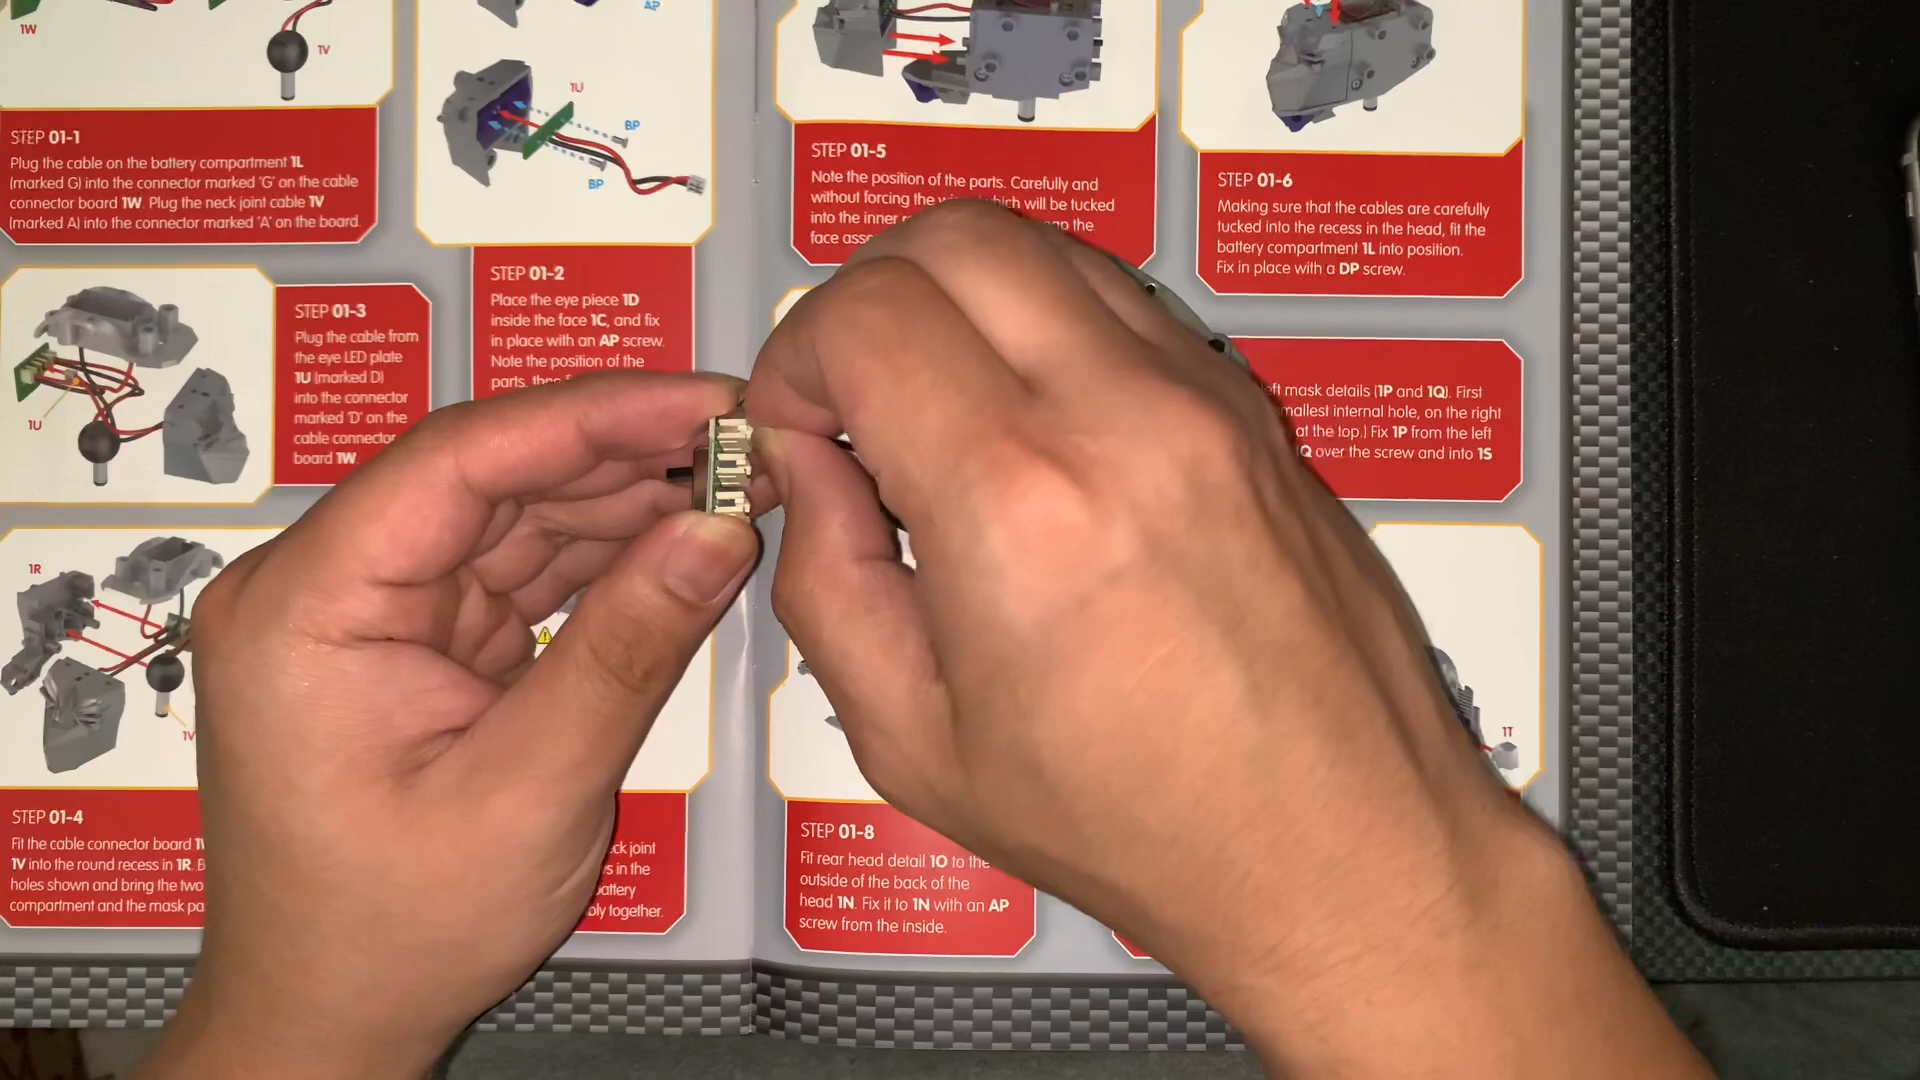 1W
1V
STEP 01-1
Plug the cable on the battery compartment 1L
(marked G) into the connector marked 'G' on the cable
connector board 1W. Plug the neck joint cable 1V
(marked A) into the connector marked 'A' on the board.
AP
1U
BP
BP
STEP 01-2
Place the eye piece 1D
inside the face 1C, and fix
in place with an AP screw.
Note the position of the
parts,
1U
STEP 01-3
Plug the cable from
the eye LED plate
1U (marked D)
into the connector
marked 'D' on the
cable connector
board 1W.
1R
STEP 01-4
Fit the cable connector board
1V into the round recess in 1R.
holes shown and bring the two
compartment and the mask
joint
in the
together.
STEP 01-5
Note the position of the parts. Carefully and
without forcing the which will be tucked
into the inner the
face
STEP 01-6
Making sure that the cables are carefully
tucked into the recess in the head, fit the
battery compartment 1L into position.
Fix in place with a DP screw.
mask details (1P and 1Q). First
internal hole, on the right
at the top.) Fix 1P from the left
over the screw and into 1S
STEP 01-8
Fit rear head detail 1O to the
outside of the back of the
head 1N. Fix it to 1N with an AP
screw from the inside.
1T